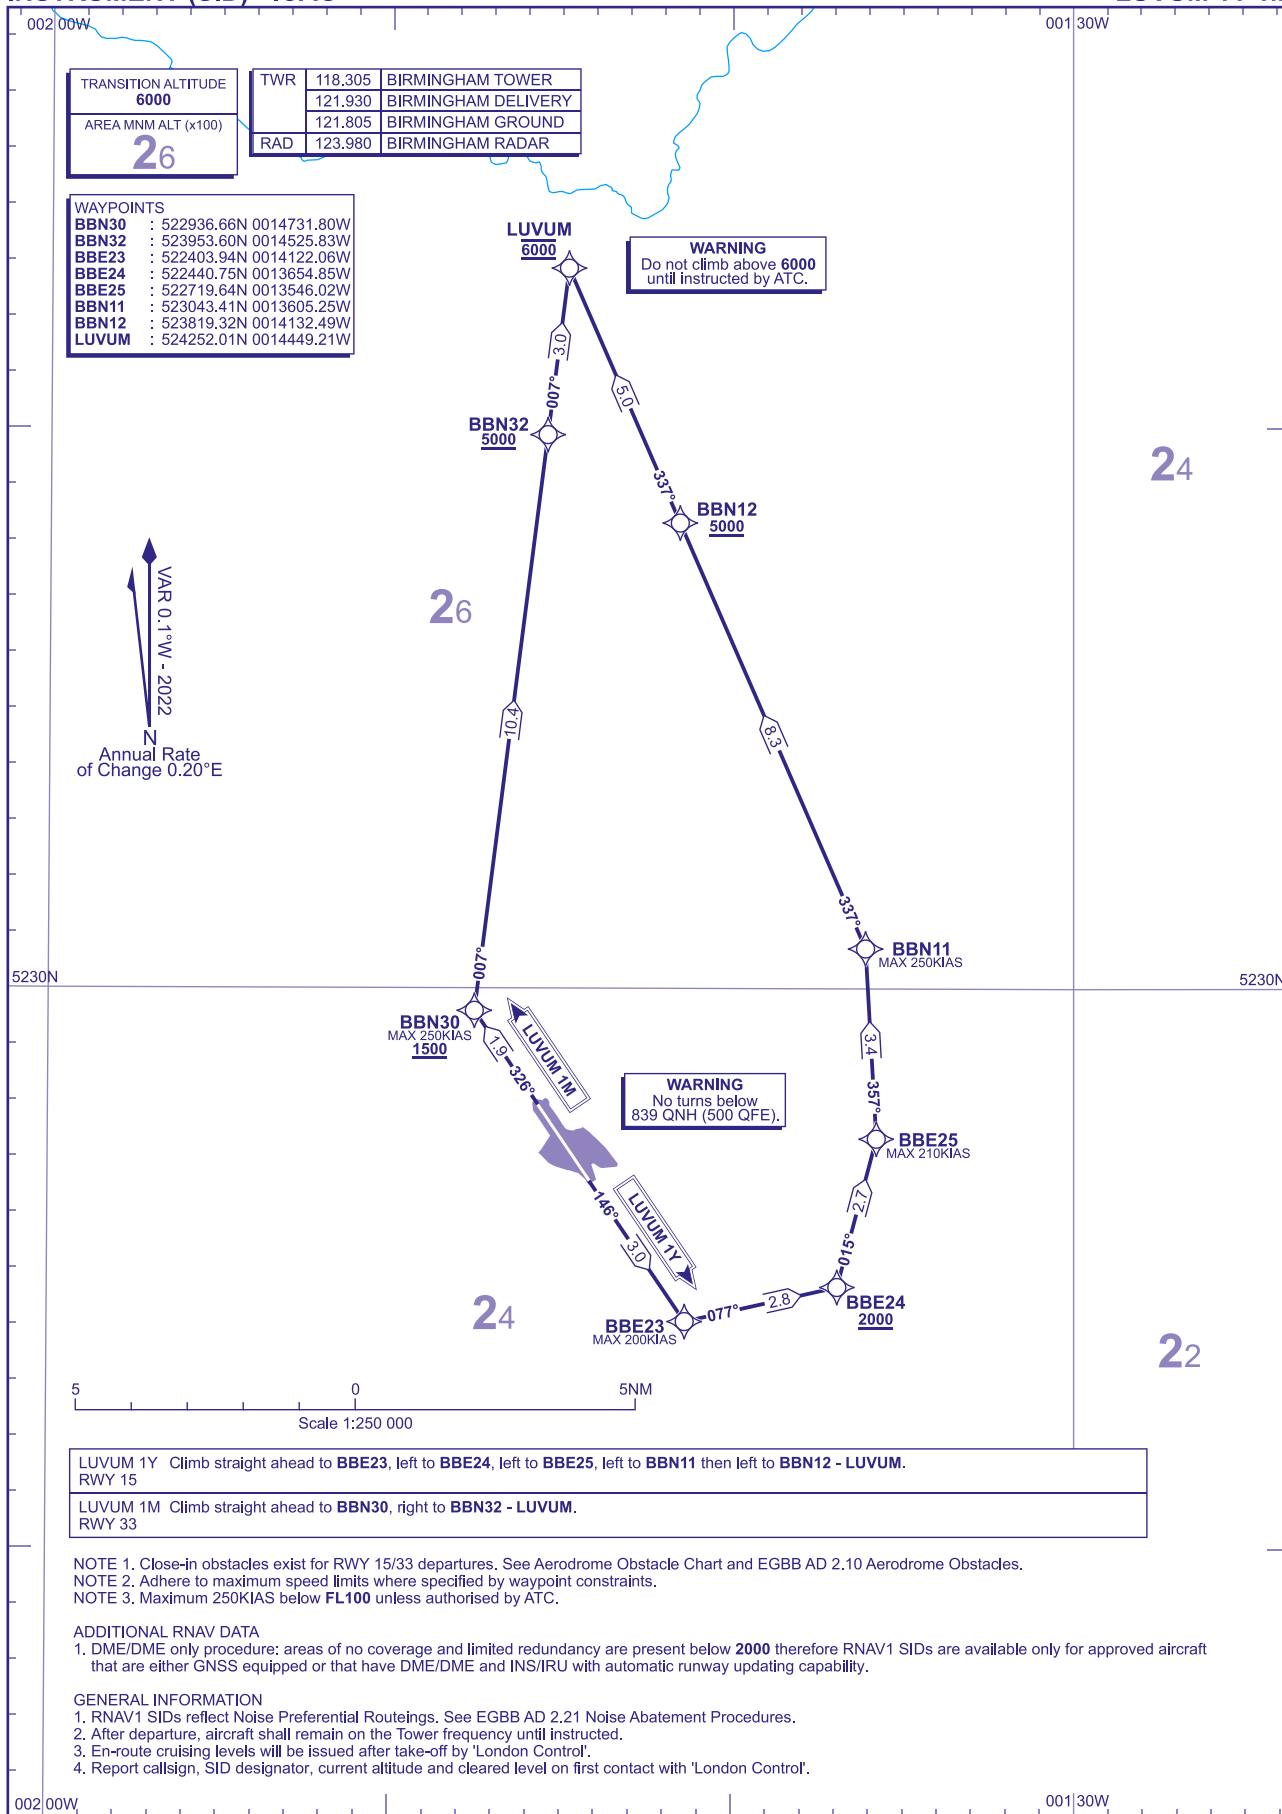 002 00W
001 30W
TRANSITION ALTITUDE
6000
AREA MNM ALT (x100)
26
TWR 118.305 BIRMINGHAM TOWER
121.930 BIRMINGHAM DELIVERY
121.805 BIRMINGHAM GROUND
RAD 123.980 BIRMINGHAM RADAR
WAYPOINTS
BBN30 : 522936.66N 0014731.80W
BBN32 : 523953.60N 0014525.83W
BBE23 : 522403.94N 0014122.06W
BBE24 : 522440.75N 0013654.85W
BBE25 : 522719.64N 0013546.02W
BBN11 : 523043.41N 0013605.25W
BBN12 : 523819.32N 0014132.49W
LUVUM : 524252.01N 0014449.21W
LUVUM
6000
WARNING
Do not climb above 6000
until instructed by ATC.
3.0
007°
5.0
337°
BBN32
5000
BBN12
5000
24
26
VAR 0.1°W - 2022
N
Annual Rate
of Change 0.20°E
10.4
8.3
007°
337°
BBN11
MAX 250KIAS
5230N
5230N
BBN30
MAX 250KIAS
1500
1.9
326°
LUVUM 1M
3.4
357°
WARNING
No turns below
839 QNH (500 QFE).
BBE25
MAX 210KIAS
146°
3.0
LUVUM 1Y
2.7
015°
24
BBE23
MAX 200KIAS
077°
2.8
BBE24
2000
22
5 0 5NM
Scale 1:250 000
LUVUM 1Y Climb straight ahead to BBE23, left to BBE24, left to BBE25, left to BBN11 then left to BBN12 - LUVUM.
RWY 15
LUVUM 1M Climb straight ahead to BBN30, right to BBN32 - LUVUM.
RWY 33
NOTE 1. Close-in obstacles exist for RWY 15/33 departures. See Aerodrome Obstacle Chart and EGBB AD 2.10 Aerodrome Obstacles.
NOTE 2. Adhere to maximum speed limits where specified by waypoint constraints.
NOTE 3. Maximum 250KIAS below FL100 unless authorised by ATC.
ADDITIONAL RNAV DATA
1. DME/DME only procedure: areas of no coverage and limited redundancy are present below 2000 therefore RNAV1 SIDs are available only for approved aircraft
that are either GNSS equipped or that have DME/DME and INS/IRU with automatic runway updating capability.
GENERAL INFORMATION
1. RNAV1 SIDs reflect Noise Preferential Routeings. See EGBB AD 2.21 Noise Abatement Procedures.
2. After departure, aircraft shall remain on the Tower frequency until instructed.
3. En-route cruising levels will be issued after take-off by 'London Control'.
4. Report callsign, SID designator, current altitude and cleared level on first contact with 'London Control'.
002 00W
001 30W